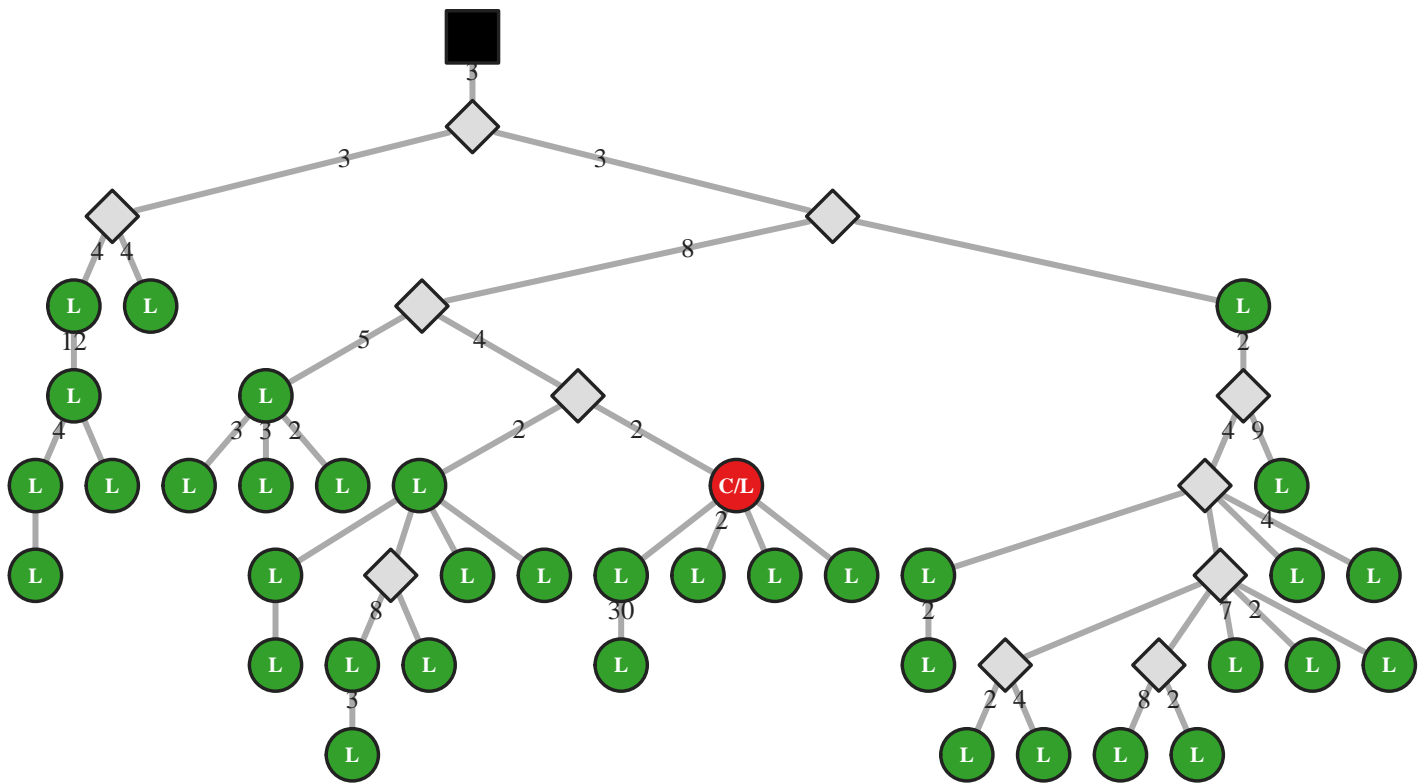 3
3 3
4 4 8
L L L
12 5 4 2
L L
4 3 3 2 2 2 4 9
L L L L L L C/L L
2 4
L L L L L L L L L L L L
8 30 2 7 2
L L L L L L L L L
3 2 4 8 2
L L L L L